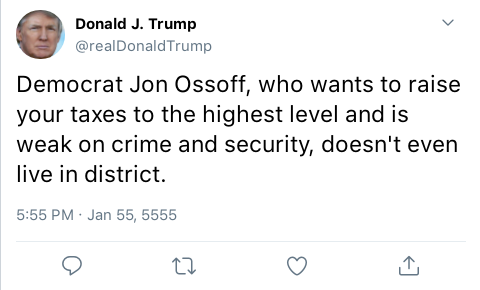 Donald J. Trump
@realDonaldTrump
Democrat Jon Ossoff, who wants to raise
your taxes to the highest level and is
weak on crime and security, doesn't even
live in district.
5:55 PM · Jan 55, 5555